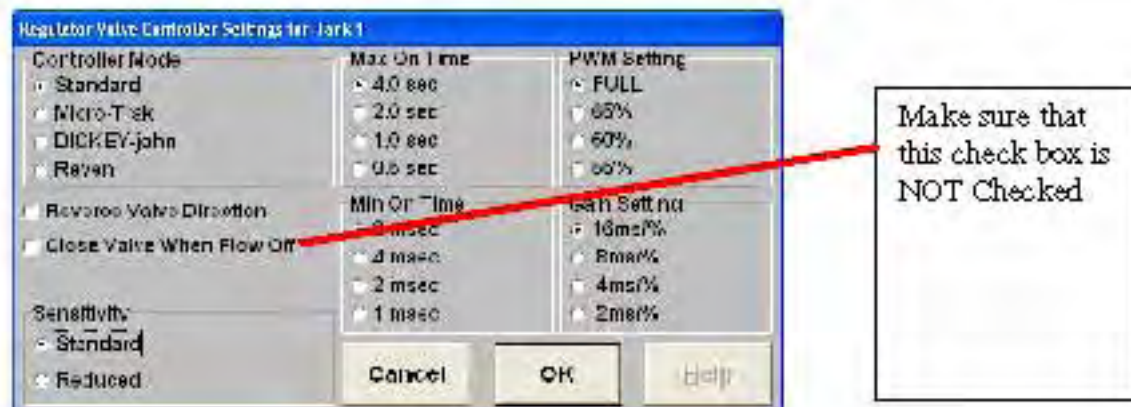 Regulator Valve Controller Settings for Tank 1
Controller Mode
Standard
Micro-Trak
DICKEY-john
Raven
Reverse Valve Direction
Close Valve When Flow Off
Sensitivity
Standard
Reduced
Max On Time
4.0 sec
2.0 sec
1.0 sec
0.5 sec
Min On Time
msec
4 msec
2 msec
1 msec
PWM Setting
FULL
60%
Gain Setting
16ms/%
8ms/%
4ms/%
2ms/%
Cancel
OK
Help
Make sure that
this check box is
NOT Checked